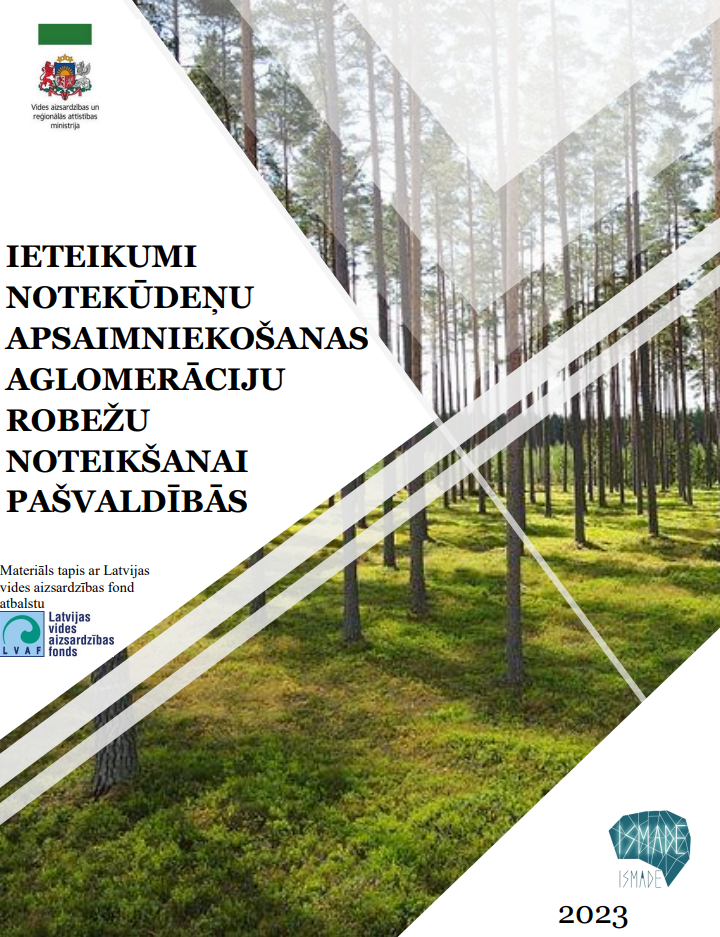 Vides aizsardzības un
reģionālās attīstības
ministrija
IETEIKUMI
NOTEKŪDEŅU
APSAIMNIEKOŠANAS
AGLOMERĀCIJU
ROBEŽU
NOTEIKŠANAI
PAŠVALDĪBĀS
Materiāls tapis ar Latvijas
vides aizsardzības fond
atbalstu
LVAF
Latvijas
vides
aizsardzības
fonds
ISMADE
ISMADE
2023